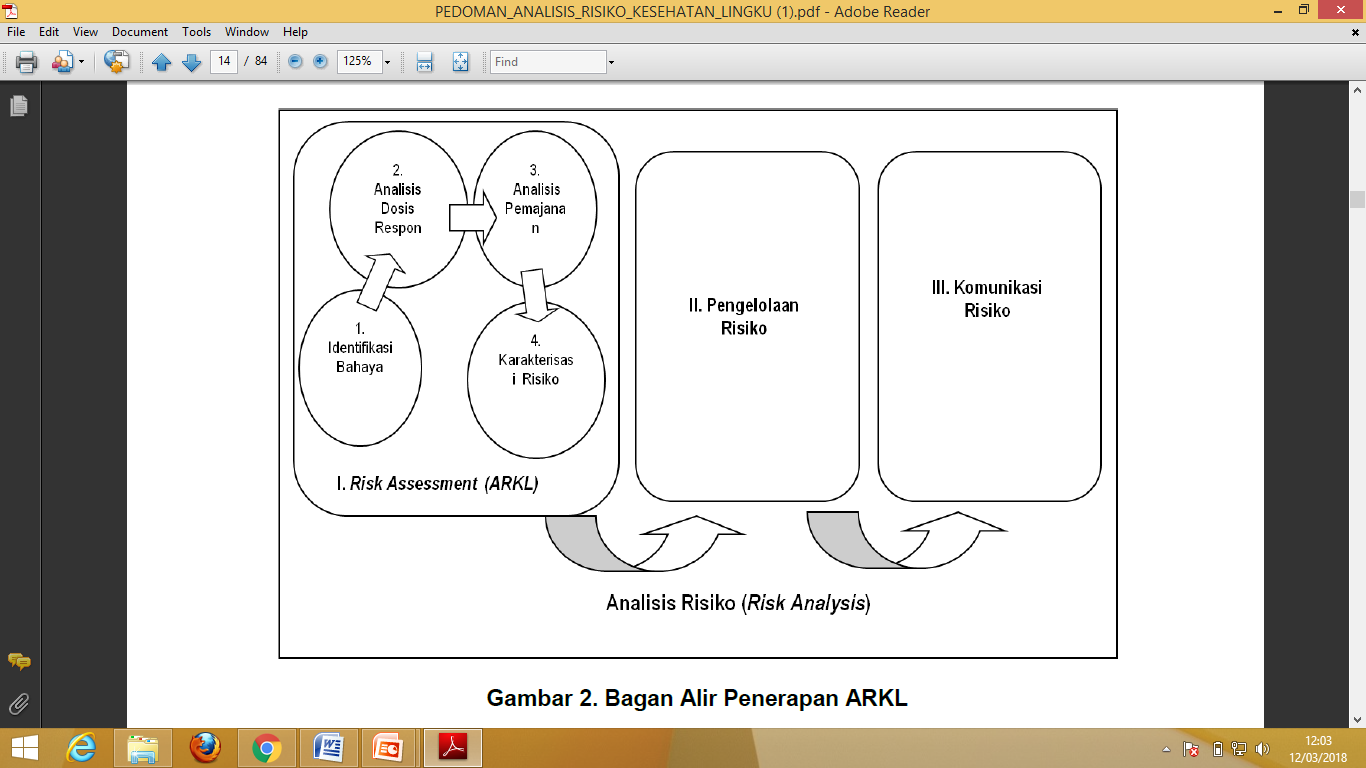 PEDOMAN_ANALISIS_RISIKO_KESEHATAN_LINGKU (1).pdf - Adobe Reader
File Edit View Document Tools Window Help
14 / 84 125% Find
2.
Analisis
Dosis
Respon
3.
Analisis
Pemajana
n
1.
Identifikasi
Bahaya
4.
Karakterisas
i Risiko
I. Risk Assessment (ARKL)
II. Pengelolaan
Risiko
III. Komunikasi
Risiko
Analisis Risiko (Risk Analysis)
Gambar 2. Bagan Alir Penerapan ARKL
12:03
12/03/2018